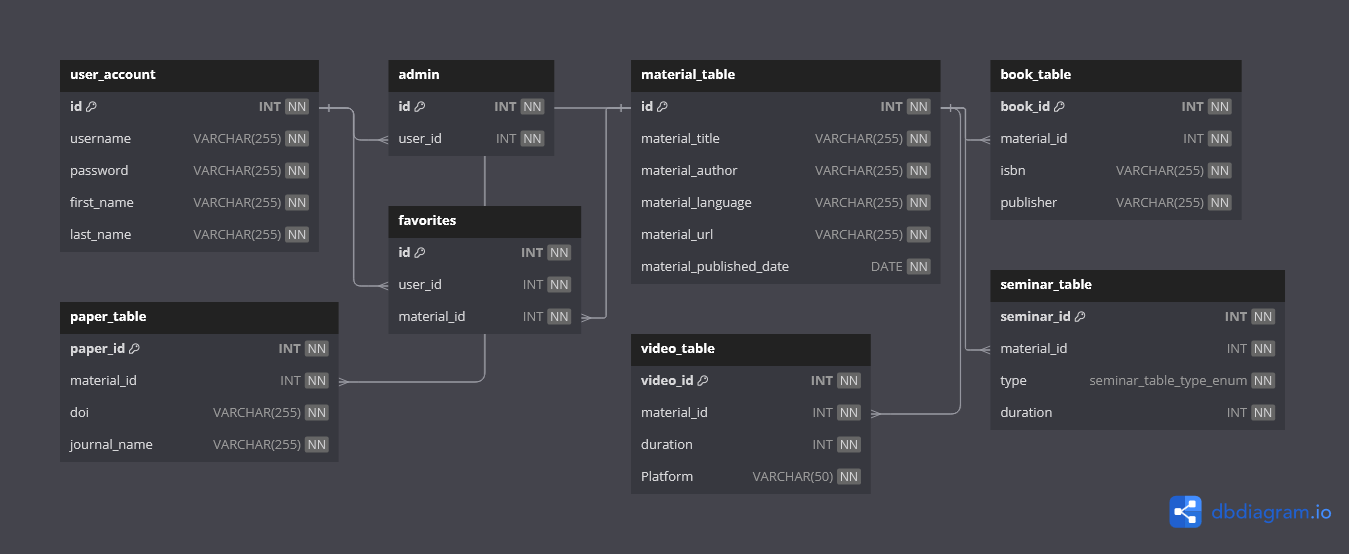 user_account
id INT NN
username VARCHAR(255) NN
password VARCHAR(255) NN
first_name VARCHAR(255) NN
last_name VARCHAR(255) NN
admin
id INT NN
user_id INT NN
material_table
id INT NN
material_title VARCHAR(255) NN
material_author VARCHAR(255) NN
material_language VARCHAR(255) NN
material_url VARCHAR(255) NN
material_published_date DATE NN
book_table
book_id INT NN
material_id INT NN
isbn VARCHAR(255) NN
publisher VARCHAR(255) NN
favorites
id INT NN
user_id INT NN
material_id INT NN
seminar_table
seminar_id INT NN
material_id INT NN
type seminar_table_type_enum NN
duration INT NN
paper_table
paper_id INT NN
material_id INT NN
doi VARCHAR(255) NN
journal_name VARCHAR(255) NN
video_table
video_id INT NN
material_id INT NN
duration INT NN
Platform VARCHAR(50) NN
dbdiagram.io